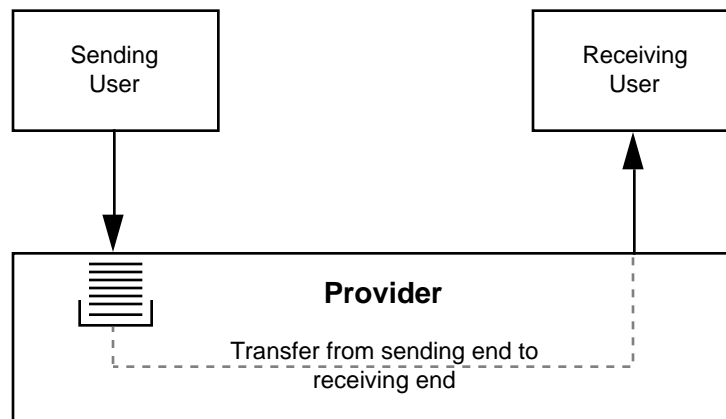 Sending
User
Receiving
User
Provider
Transfer from sending end to
receiving end